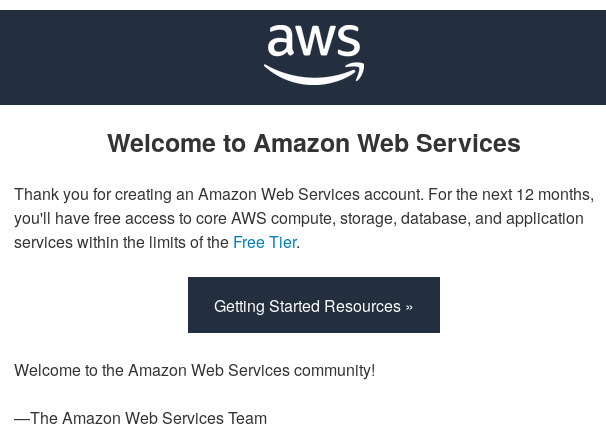 aws
Welcome to Amazon Web Services
Thank you for creating an Amazon Web Services account. For the next 12 months,
you'll have free access to core AWS compute, storage, database, and application
services within the limits of the Free Tier.
Getting Started Resources »
Welcome to the Amazon Web Services community!
—The Amazon Web Services Team